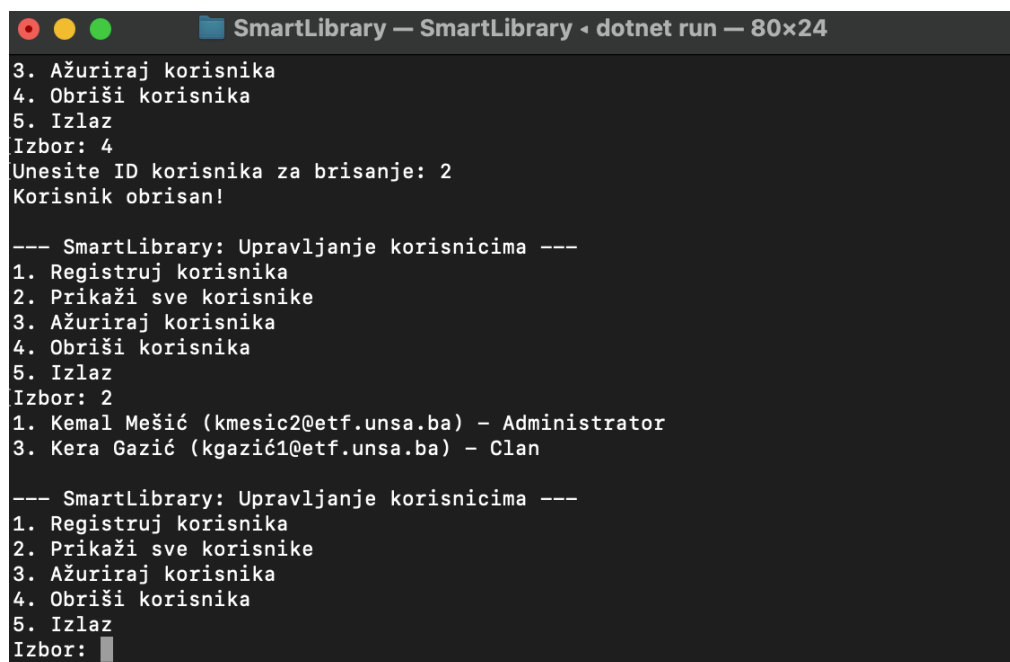 SmartLibrary — SmartLibrary ◂ dotnet run — 80×24
3. Ažuriraj korisnika
4. Obriši korisnika
5. Izlaz
Izbor: 4
Unesite ID korisnika za brisanje: 2
Korisnik obrisan!
--- SmartLibrary: Upravljanje korisnicima ---
1. Registruj korisnika
2. Prikaži sve korisnike
3. Ažuriraj korisnika
4. Obriši korisnika
5. Izlaz
Izbor: 2
1. Kemal Mešić (kmesic2@etf.unsa.ba) – Administrator
3. Kera Gazić (kgazić1@etf.unsa.ba) – Clan
--- SmartLibrary: Upravljanje korisnicima ---
1. Registruj korisnika
2. Prikaži sve korisnike
3. Ažuriraj korisnika
4. Obriši korisnika
5. Izlaz
Izbor: